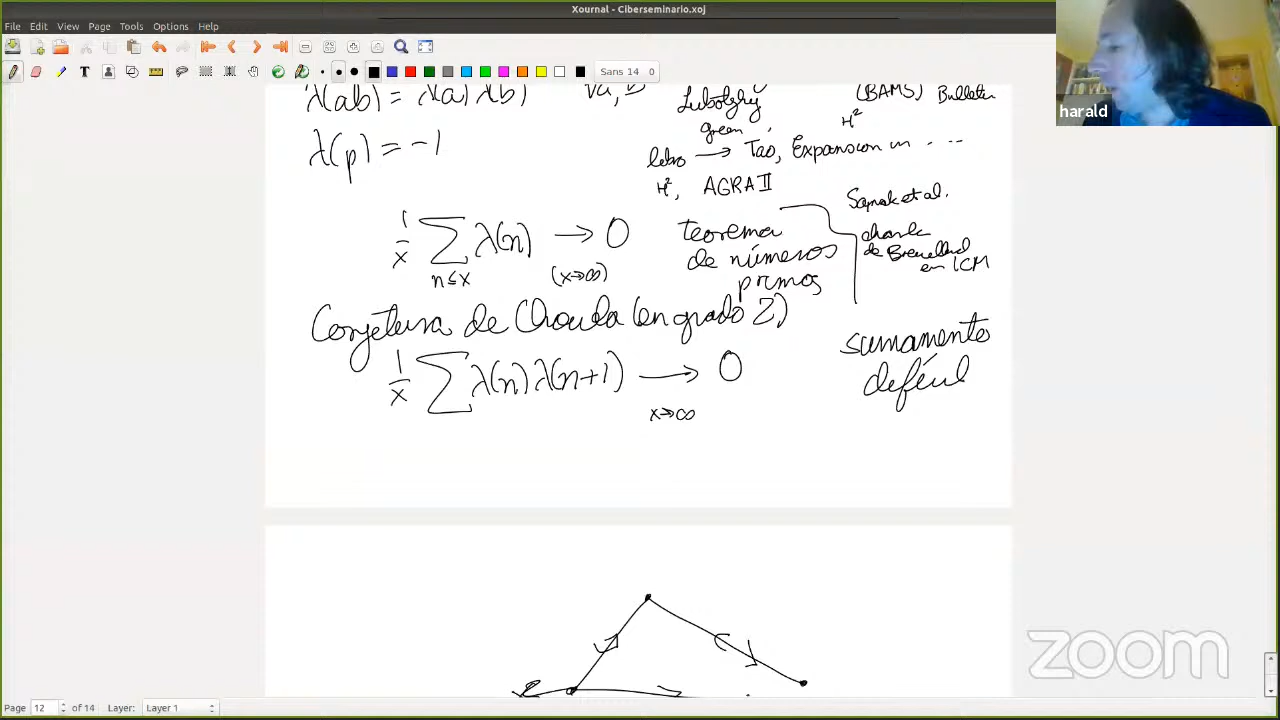 Xournal - Ciberseminario.xoj
File Edit View Page Tools Options Help
Sans 14 0
harald
λ(ab) = λ(a) λ(b) ∀a, b
λ(p) = -1
Lubotzky
green
(BAMS) Bulletin
H²
libro → Tao, Expansion in ...
H², AGRA II
Sarnak et al.
charla
de Breuillard
en ICM
1/x ∑ n≤x λ(n) → 0 (x→∞)
teorema
de números
primos
Conjetura de Chowla (en grado 2)
1/x ∑ λ(n) λ(n+1) → 0 x→∞
sumamente
difícil
zoom
Page 12 of 14 Layer: Layer 1